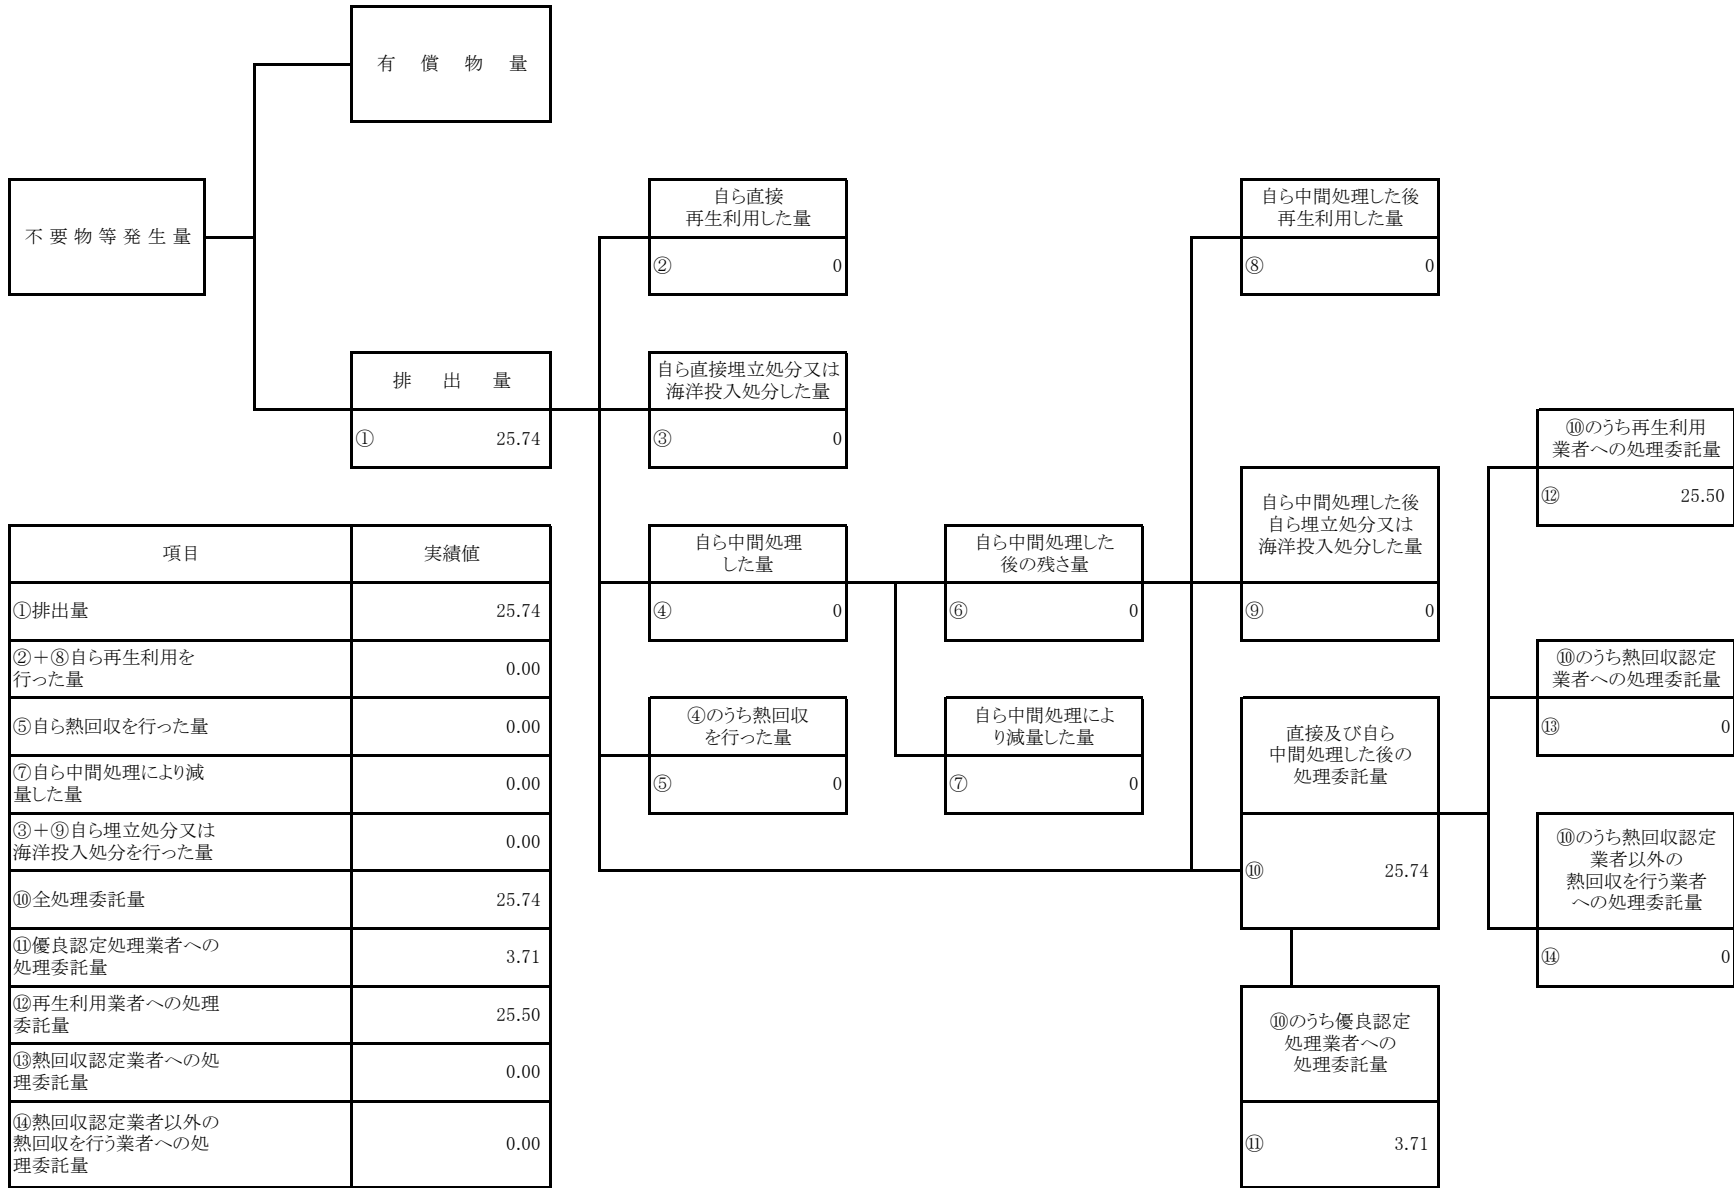 有 償 物 量
不 要 物 等 発 生 量
排 出 量
① 25.74
自ら直接
再生利用した量
② 0
自ら直接埋立処分又は
海洋投入処分した量
③ 0
自ら中間処理
した量
④ 0
④のうち熱回収
を行った量
⑤ 0
自ら中間処理した
後の残さ量
⑥ 0
自ら中間処理によ
り減量した量
⑦ 0
自ら中間処理した後
再生利用した量
⑧ 0
自ら中間処理した後
自ら埋立処分又は
海洋投入処分した量
⑨ 0
直接及び自ら
中間処理した後の
処理委託量
⑩ 25.74
⑩のうち優良認定
処理業者への
処理委託量
⑪ 3.71
⑩のうち再生利用
業者への処理委託量
⑫ 25.50
⑩のうち熱回収認定
業者への処理委託量
⑬ 0
⑩のうち熱回収認定
業者以外の
熱回収を行う業者
への処理委託量
⑭ 0
項目 実績値
①排出量 25.74
②＋⑧自ら再生利用を
行った量 0.00
⑤自ら熱回収を行った量 0.00
⑦自ら中間処理により減
量した量 0.00
③＋⑨自ら埋立処分又は
海洋投入処分を行った量 0.00
⑩全処理委託量 25.74
⑪優良認定処理業者への
処理委託量 3.71
⑫再生利用業者への処理
委託量 25.50
⑬熱回収認定業者への処
理委託量 0.00
⑭熱回収認定業者以外の
熱回収を行う業者への処
理委託量 0.00